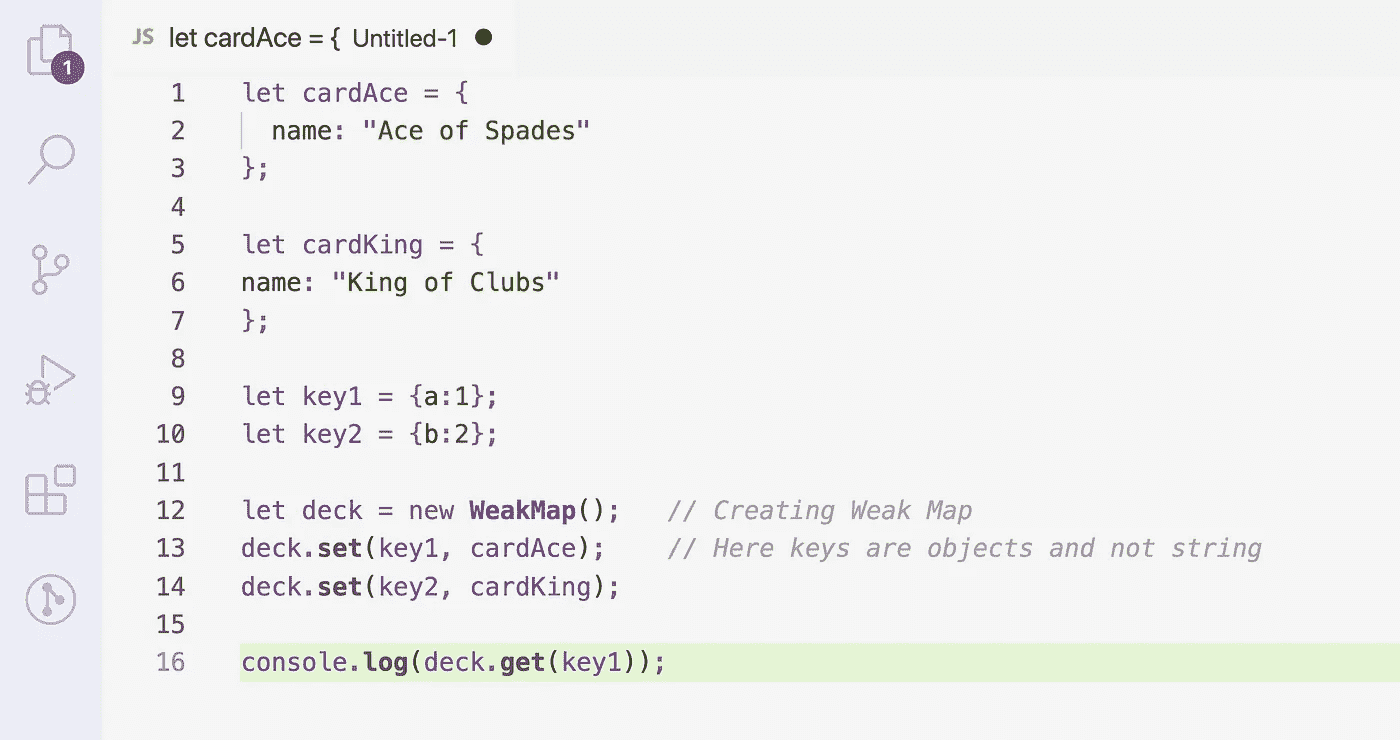 JS let cardAce = { Untitled-1
1
1 let cardAce = {
2 name: "Ace of Spades"
3 };
4
5 let cardKing = {
6 name: "King of Clubs"
7 };
8
9 let key1 = {a:1};
10 let key2 = {b:2};
11
12 let deck = new WeakMap(); // Creating Weak Map
13 deck.set(key1, cardAce); // Here keys are objects and not string
14 deck.set(key2, cardKing);
15
16 console.log(deck.get(key1));